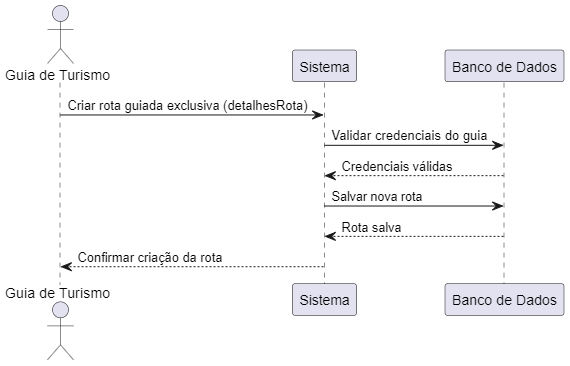 Guia de Turismo
Sistema
Banco de Dados
Criar rota guiada exclusiva (detalhesRota)
Validar credenciais do guia
Credenciais válidas
Salvar nova rota
Rota salva
Confirmar criação da rota
Guia de Turismo
Sistema
Banco de Dados